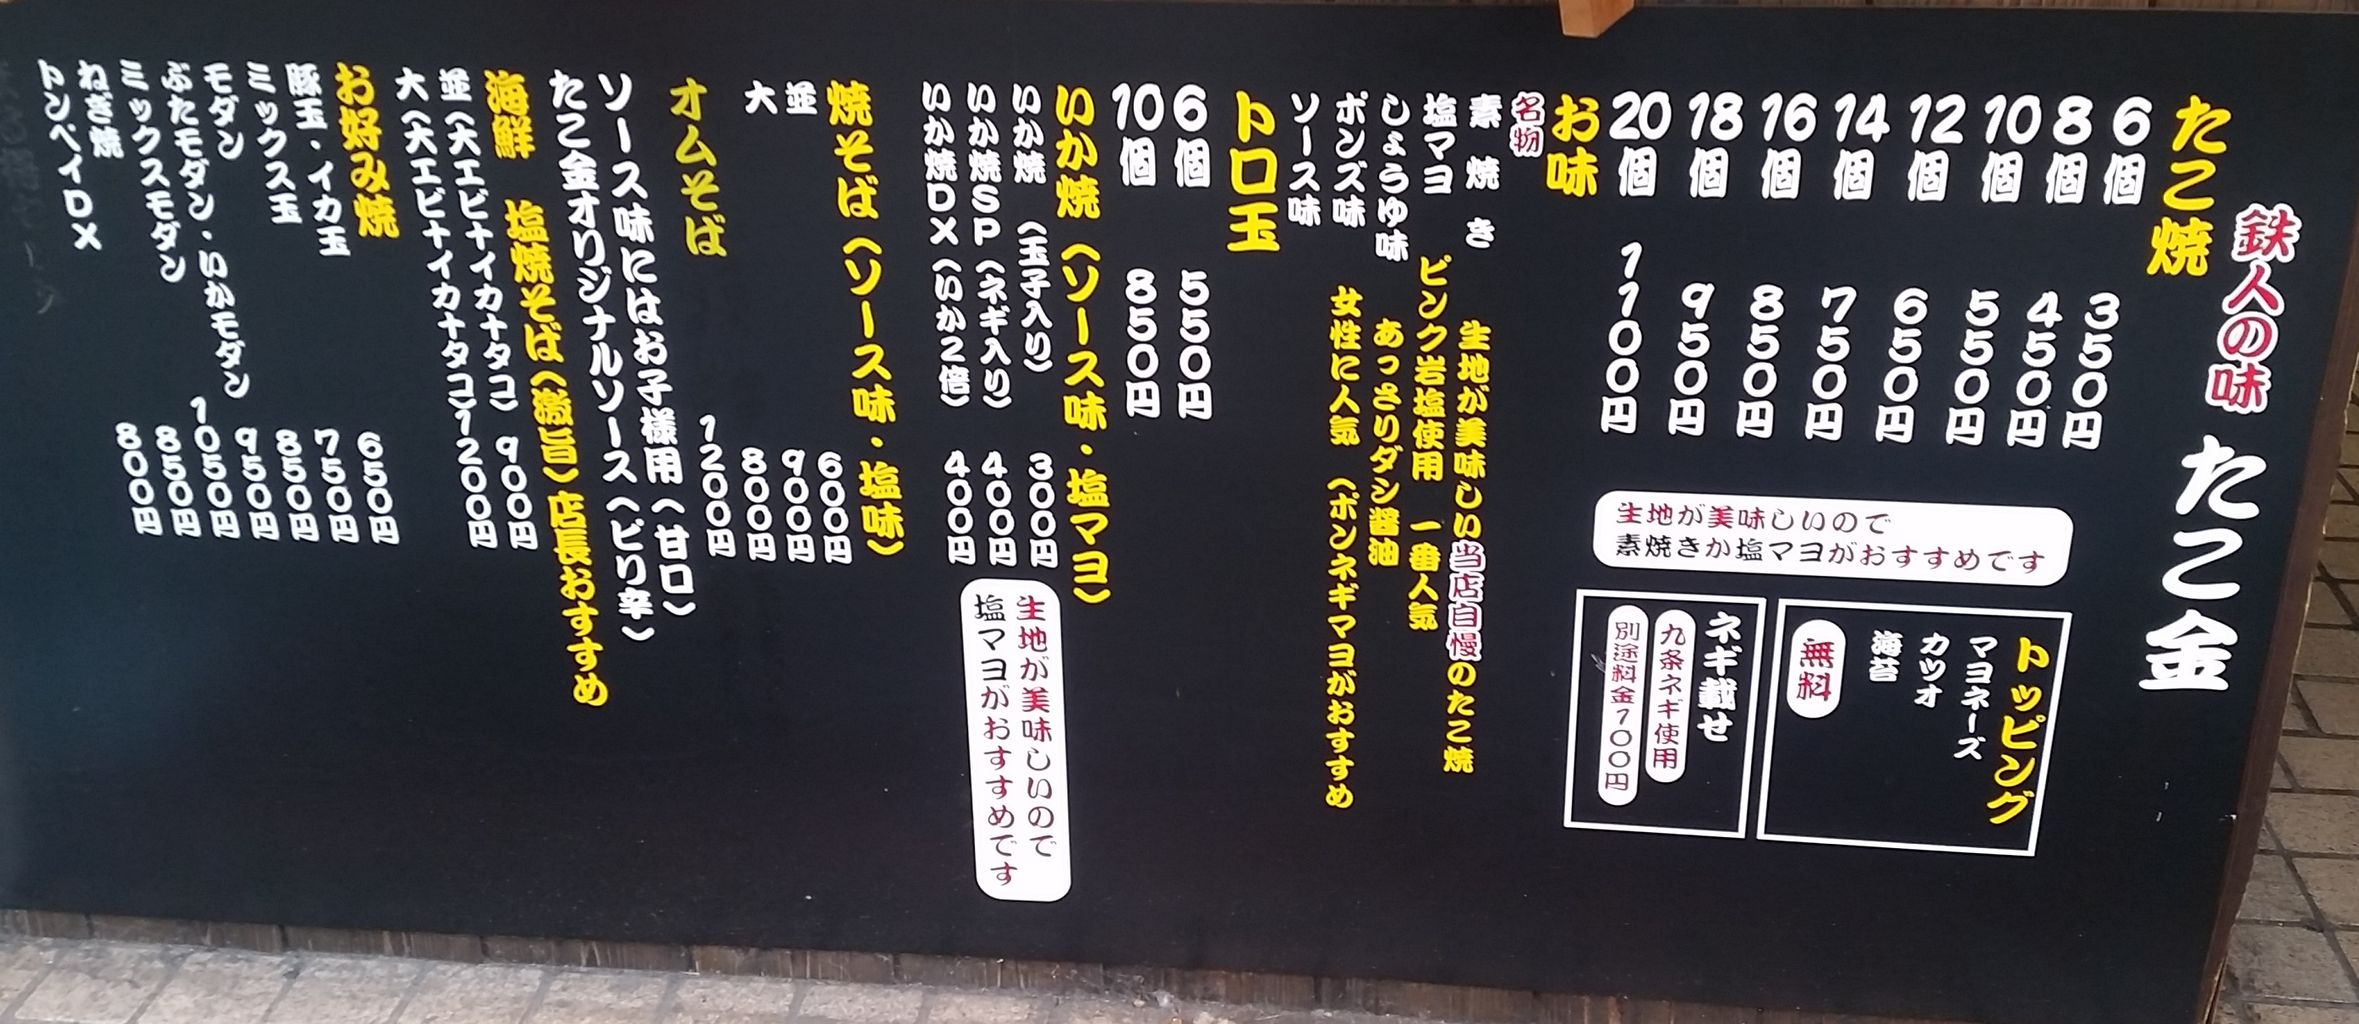 鉄人の味 たこ金
たこ焼
6個 350円
8個 450円
10個 550円
12個 650円
14個 750円
16個 850円
18個 950円
20個 1100円
生地が美味しいので
素焼きか塩マヨがおすすめです
トッピング
マヨネーズ
カツオ
海苔
無料
ネギ載せ
九条ネギ使用
別途料金100円
お味
名物
素焼き 生地が美味しい当店自慢のたこ焼
塩マヨ ピンク岩塩使用 一番人気
しょうゆ味 あっさりダシ醤油
ポンズ味 女性に人気 (ポンネギマヨがおすすめ
ソース味
トロ玉
6個 550円
10個 850円
いか焼(ソース味・塩マヨ)
いか焼 (玉子入り) 300円
いか焼SP(ネギ入り) 400円
いか焼DX(いか2倍) 400円
生地が美味しいので
塩マヨがおすすめです
焼そば(ソース味・塩味)
並 600円
大 900円
800円
オムそば 1200円
ソース味にはお子様用(甘口)
たこ金オリジナルソース(ピリ辛)
海鮮 塩焼そば(激旨)店長おすすめ
並(大エビ+イカ+タコ) 900円
大(大エビ+イカ+タコ)1200円
お好み焼
豚玉・イカ玉 650円
ミックス玉 750円
モダン 850円
ぶたモダン・いかモダン 950円
ミックスモダン 1050円
ねぎ焼 850円
トンペイDX 800円